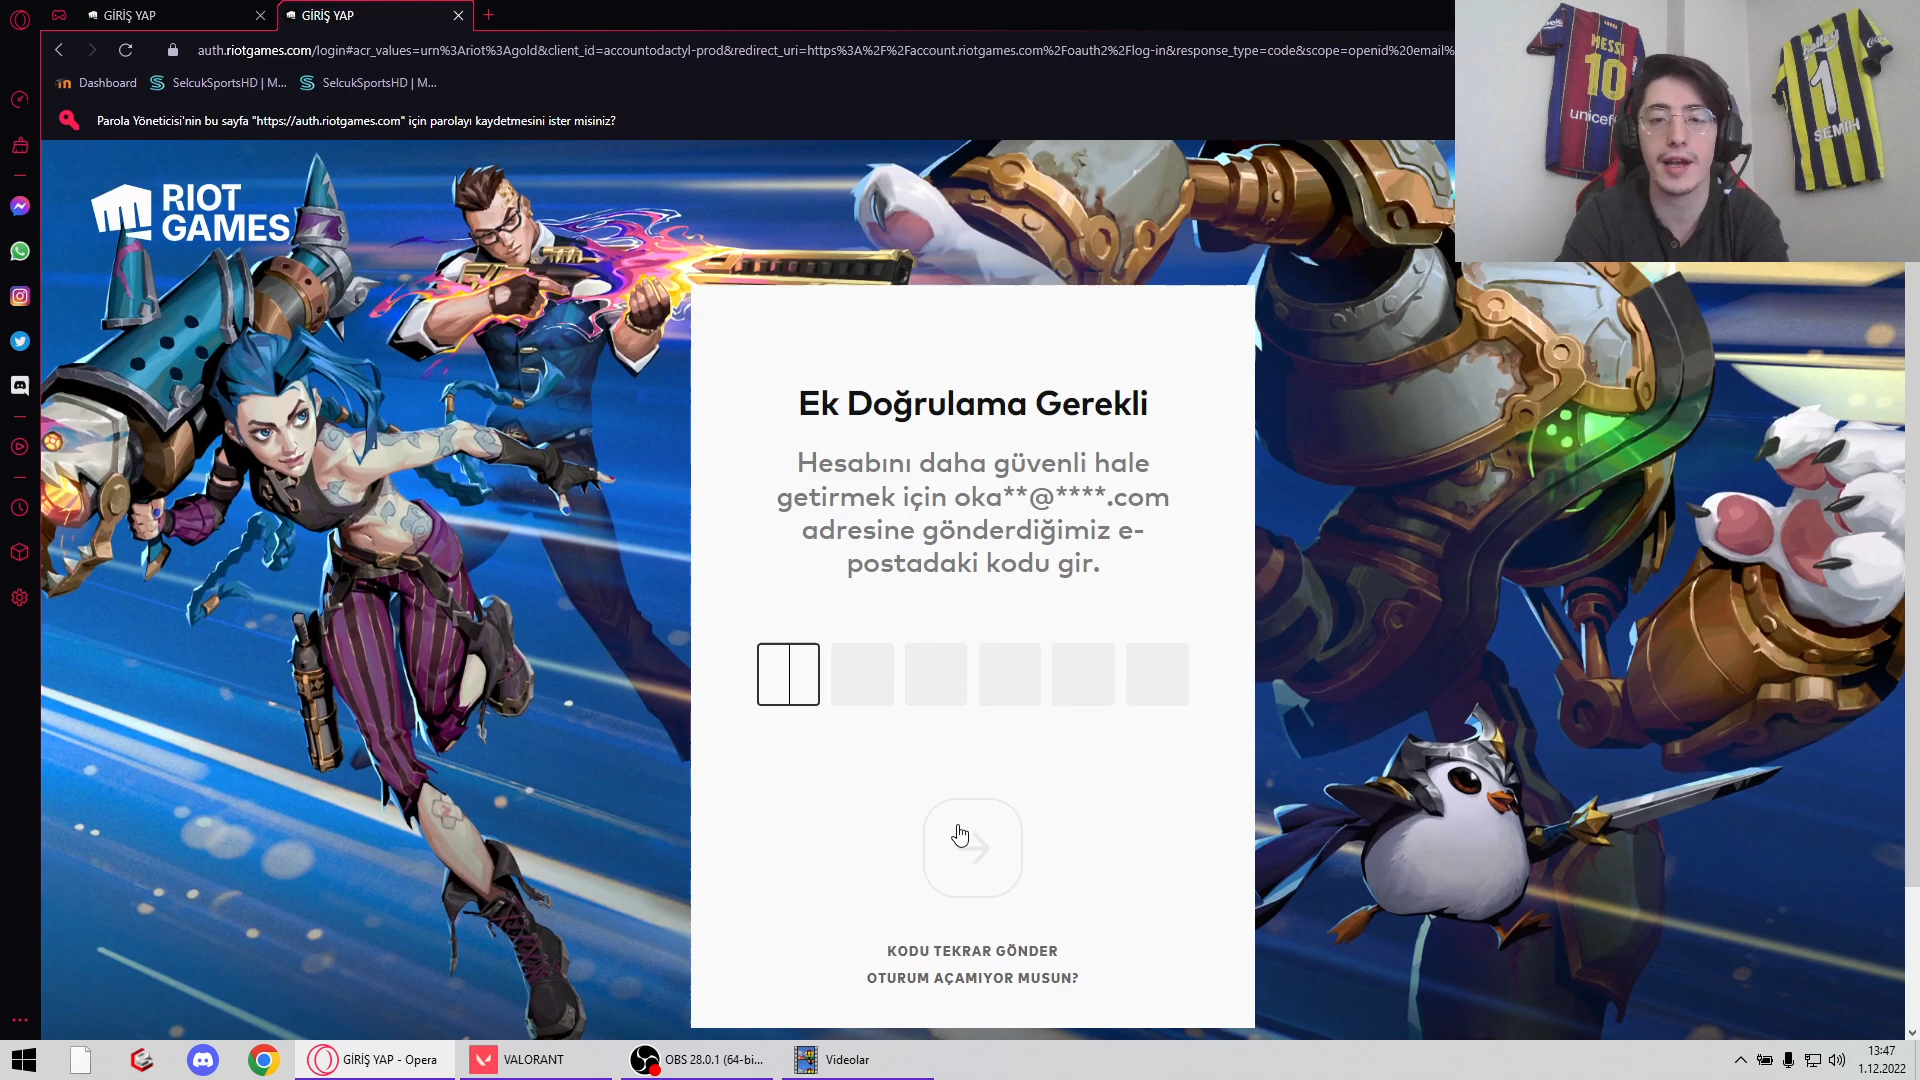 GİRİŞ YAP
GİRİŞ YAP
auth.riotgames.com/login#acr_values=urn%3Ariot%3Agold&client_id=accountodactyl-prod&redirect_uri=https%3A%2F%2Faccount.riotgames.com%2Foauth2%2Flog-in&response_type=code&scope=openid%20email%
Dashboard
SelcukSportsHD | M...
SelcukSportsHD | M...
Parola Yöneticisi'nin bu sayfa "https://auth.riotgames.com" için parolayı kaydetmesini ister misiniz?
MESSI
10
1
SEMİH
RIOT
GAMES
Ek Doğrulama Gerekli
Hesabını daha güvenli hale
getirmek için oka**@****.com
adresine gönderdiğimiz e-
postadaki kodu gir.
KODU TEKRAR GÖNDER
OTURUM AÇAMIYOR MUSUN?
GİRİŞ YAP - Opera
VALORANT
OBS 28.0.1 (64-bi...
Videolar
13:47
1.12.2022